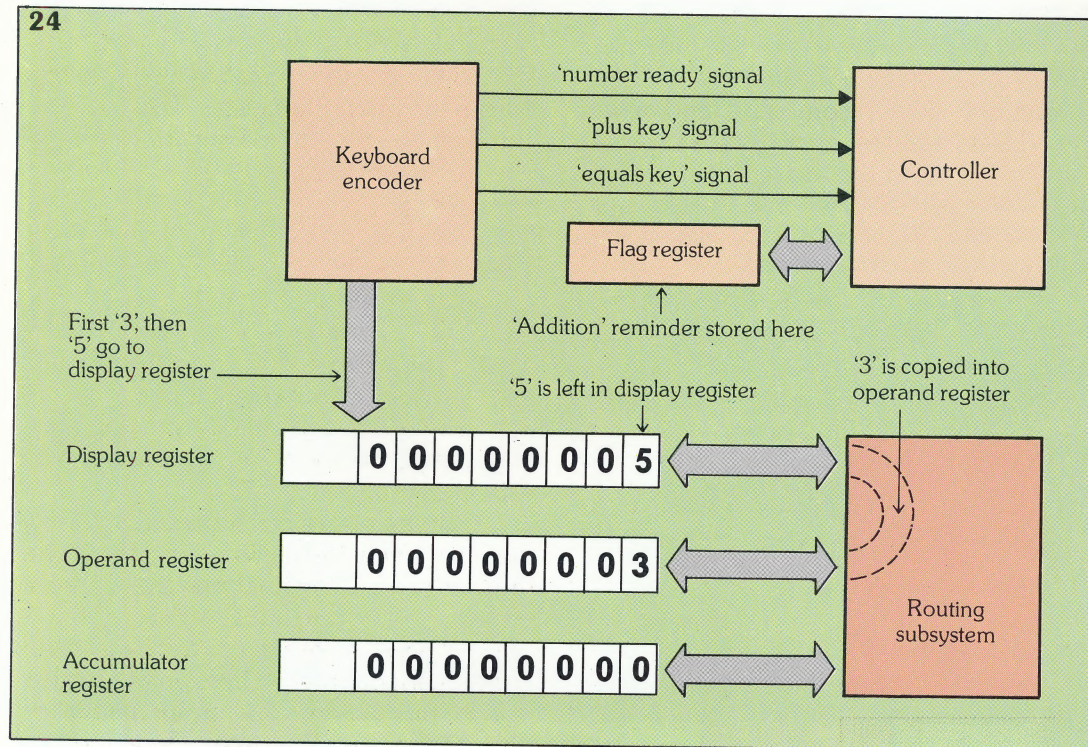 24
Keyboard
encoder
'number ready' signal
'plus key' signal
'equals key' signal
Controller
Flag register
'Addition' reminder stored here
First '3', then
'5' go to
display register
'5' is left in display register
'3' is copied into
operand register
Display register
0 0 0 0 0 0 0 5
Operand register
0 0 0 0 0 0 0 3
Routing
subsystem
Accumulator
register
0 0 0 0 0 0 0 0